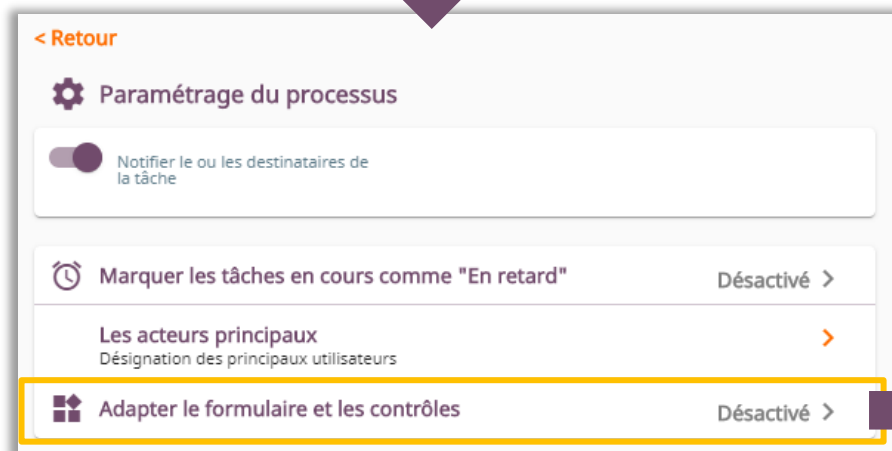 < Retour
Paramétrage du processus
Notifier le ou les destinataires de
la tâche
Marquer les tâches en cours comme "En retard"
Désactivé >
Les acteurs principaux
>
Désignation des principaux utilisateurs
Adapter le formulaire et les contrôles
Désactivé >